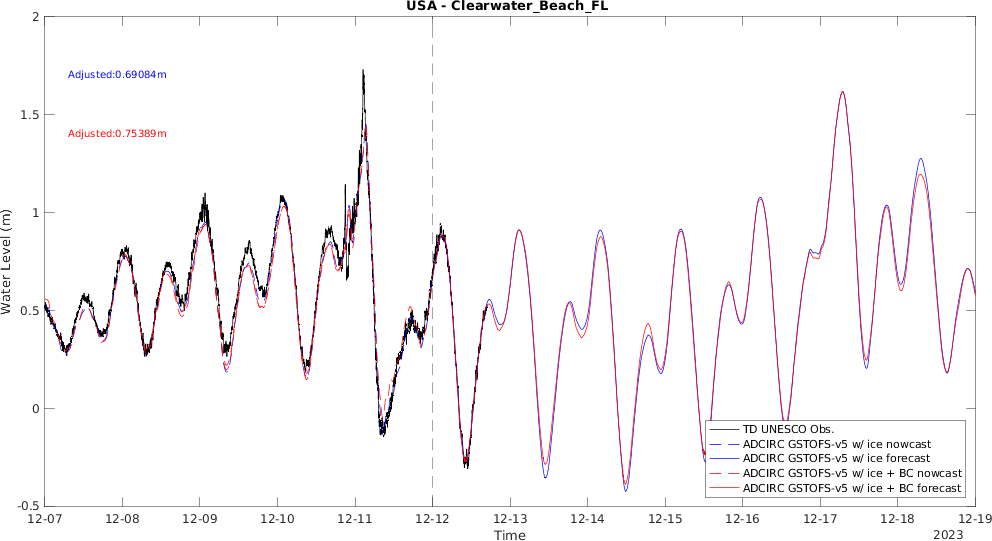 USA - Clearwater_Beach_FL
2
1.5
1
0.5
0
-0.5
Water Level (m)
Adjusted:0.69084m
Adjusted:0.75389m
TD UNESCO Obs.
ADCIRC GSTOFS-v5 w/ ice nowcast
ADCIRC GSTOFS-v5 w/ ice forecast
ADCIRC GSTOFS-v5 w/ ice + BC nowcast
ADCIRC GSTOFS-v5 w/ ice + BC forecast
12-07 12-08 12-09 12-10 12-11 12-12 12-13 12-14 12-15 12-16 12-17 12-18 12-19
Time
2023